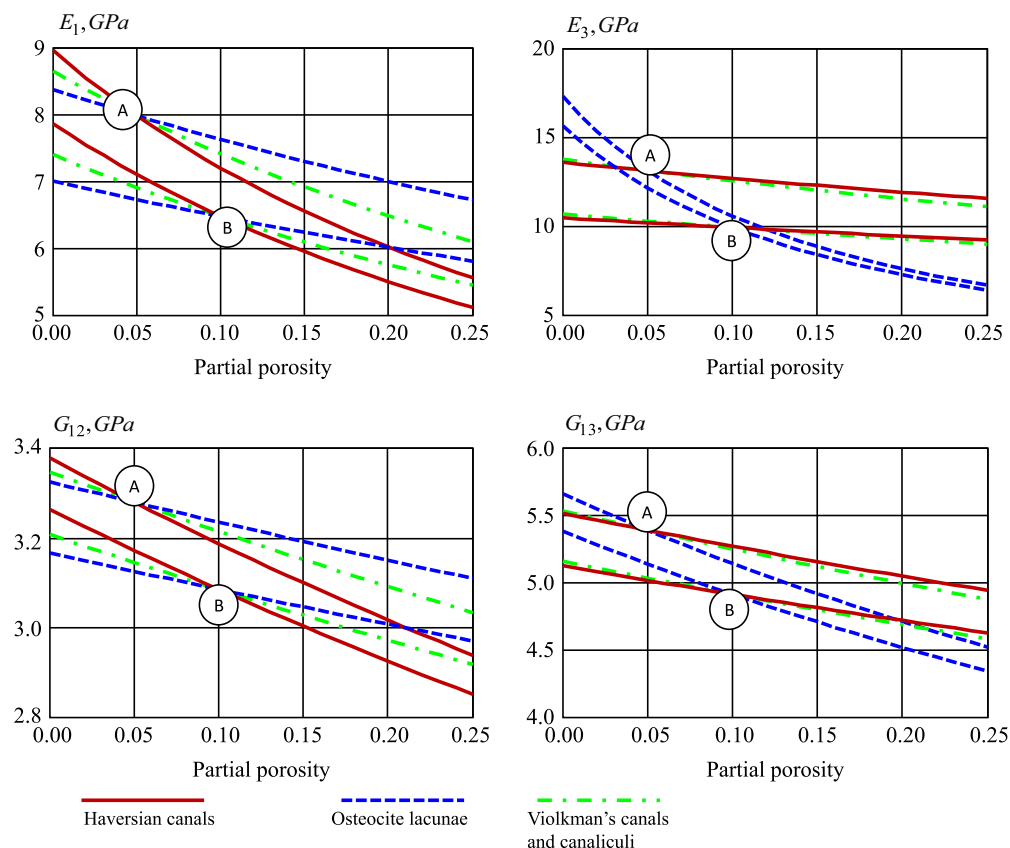 E1, GPa
9
8
7
6
5
A
B
0.00 0.05 0.10 0.15 0.20 0.25
Partial porosity
E3, GPa
20
15
10
5
A
B
0.00 0.05 0.10 0.15 0.20 0.25
Partial porosity
G12, GPa
3.4
3.2
3.0
2.8
A
B
0.00 0.05 0.10 0.15 0.20 0.25
Partial porosity
G13, GPa
6.0
5.5
5.0
4.5
4.0
A
B
0.00 0.05 0.10 0.15 0.20 0.25
Partial porosity
Haversian canals
Osteocite lacunae
Violkman's canals
and canaliculi